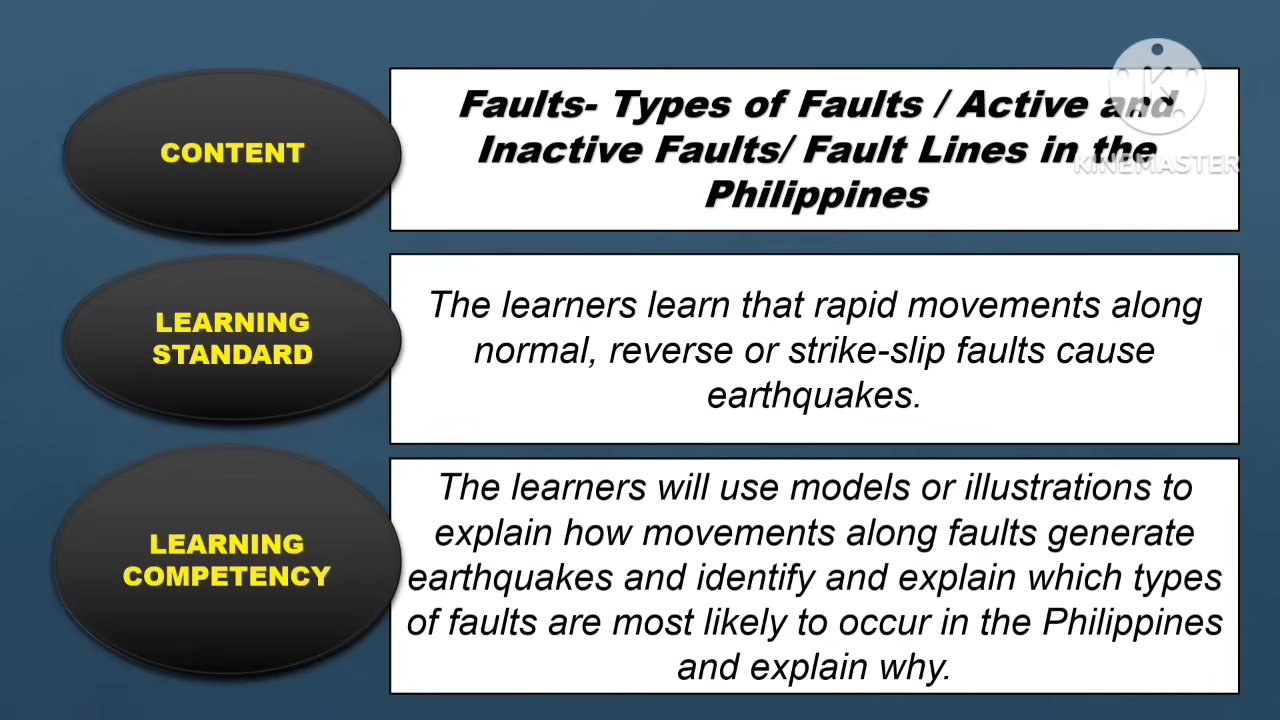 CONTENT
Faults- Types of Faults / Active and
Inactive Faults/ Fault Lines in the
Philippines
K
KINEMASTER
LEARNING
STANDARD
The learners learn that rapid movements along
normal, reverse or strike-slip faults cause
earthquakes.
LEARNING
COMPETENCY
The learners will use models or illustrations to
explain how movements along faults generate
earthquakes and identify and explain which types
of faults are most likely to occur in the Philippines
and explain why.